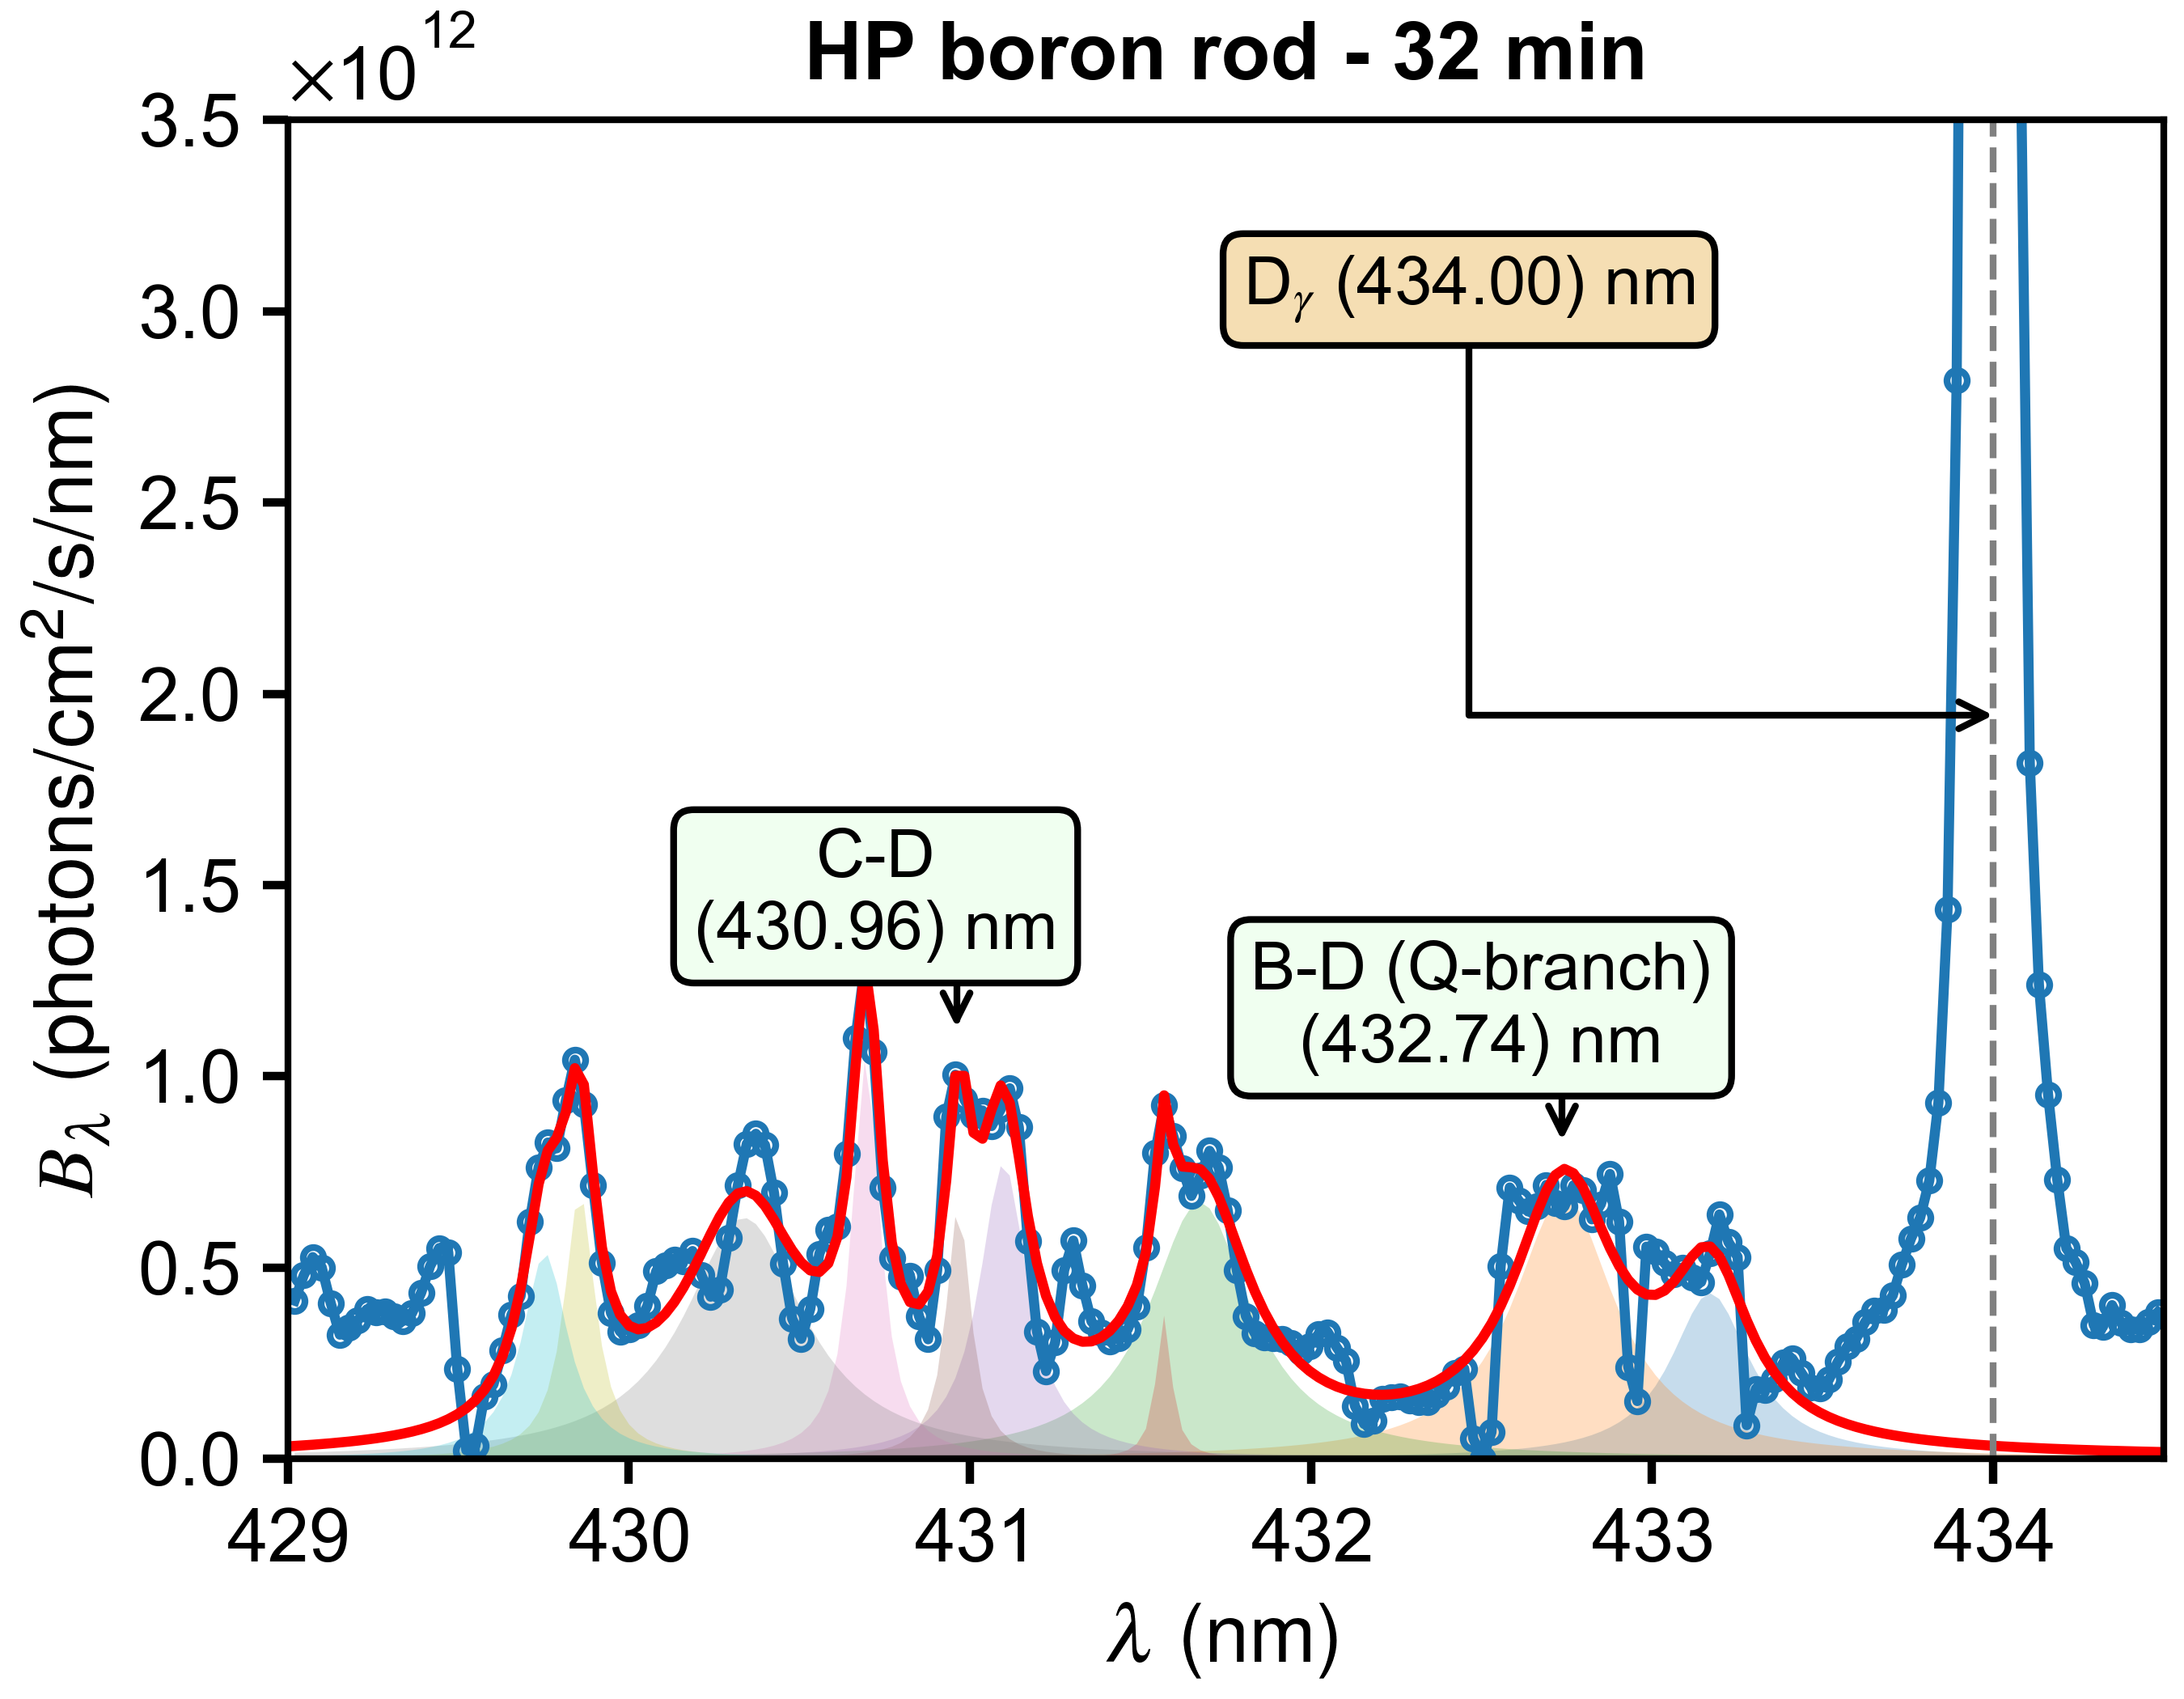 HP boron rod - 32 min
×10¹²
3.5
3.0
2.5
2.0
1.5
1.0
0.5
0.0
B_λ (photons/cm²/s/nm)
D_γ (434.00) nm
C-D
(430.96) nm
B-D (Q-branch)
(432.74) nm
429 430 431 432 433 434
λ (nm)